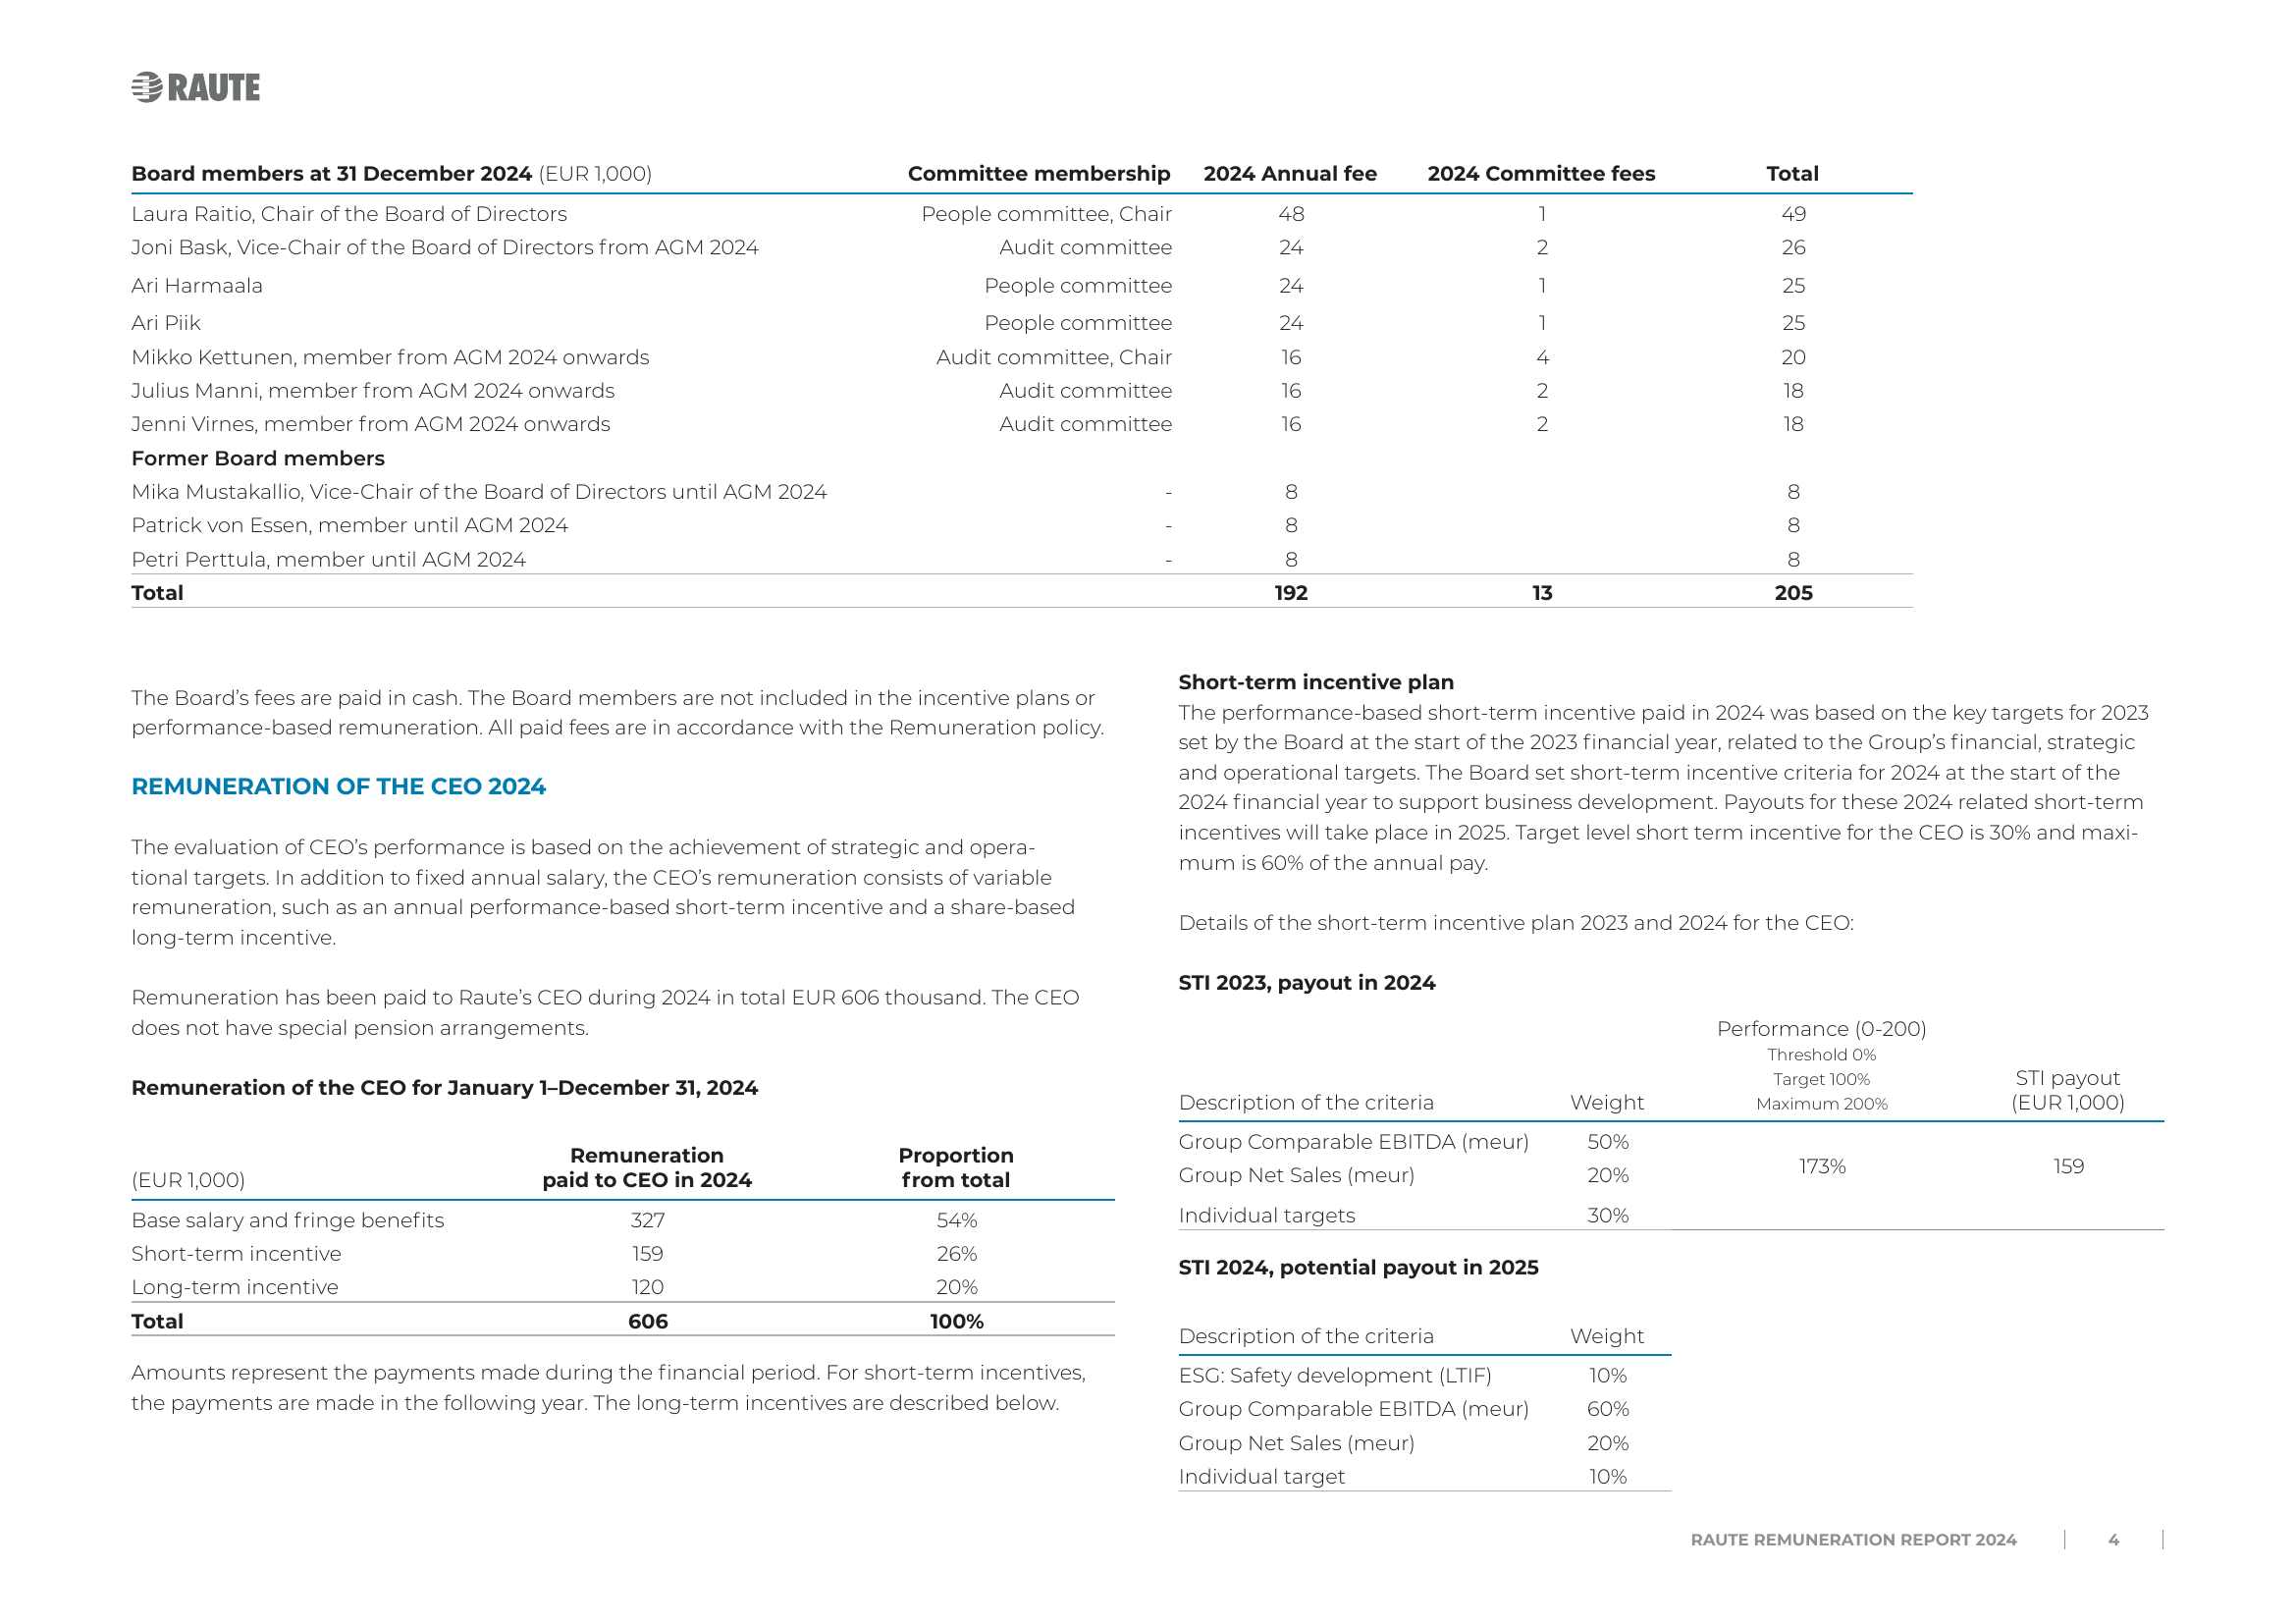 RAUTE
Board members at 31 December 2024 (EUR 1,000) Committee membership 2024 Annual fee 2024 Committee fees Total
Laura Raitio, Chair of the Board of Directors People committee, Chair 48 1 49
Joni Bask, Vice-Chair of the Board of Directors from AGM 2024 Audit committee 24 2 26
Ari Harmaala People committee 24 1 25
Ari Piik People committee 24 1 25
Mikko Kettunen, member from AGM 2024 onwards Audit committee, Chair 16 4 20
Julius Manni, member from AGM 2024 onwards Audit committee 16 2 18
Jenni Virnes, member from AGM 2024 onwards Audit committee 16 2 18
Former Board members
Mika Mustakallio, Vice-Chair of the Board of Directors until AGM 2024 - 8 8
Patrick von Essen, member until AGM 2024 - 8 8
Petri Perttula, member until AGM 2024 - 8 8
Total 192 13 205
The Board’s fees are paid in cash. The Board members are not included in the incentive plans or
performance-based remuneration. All paid fees are in accordance with the Remuneration policy.
REMUNERATION OF THE CEO 2024
The evaluation of CEO’s performance is based on the achievement of strategic and opera-
tional targets. In addition to fixed annual salary, the CEO’s remuneration consists of variable
remuneration, such as an annual performance-based short-term incentive and a share-based
long-term incentive.
Remuneration has been paid to Raute’s CEO during 2024 in total EUR 606 thousand. The CEO
does not have special pension arrangements.
Remuneration of the CEO for January 1–December 31, 2024
Remuneration Proportion
(EUR 1,000) paid to CEO in 2024 from total
Base salary and fringe benefits 327 54%
Short-term incentive 159 26%
Long-term incentive 120 20%
Total 606 100%
Amounts represent the payments made during the financial period. For short-term incentives,
the payments are made in the following year. The long-term incentives are described below.
Short-term incentive plan
The performance-based short-term incentive paid in 2024 was based on the key targets for 2023
set by the Board at the start of the 2023 financial year, related to the Group’s financial, strategic
and operational targets. The Board set short-term incentive criteria for 2024 at the start of the
2024 financial year to support business development. Payouts for these 2024 related short-term
incentives will take place in 2025. Target level short term incentive for the CEO is 30% and maxi-
mum is 60% of the annual pay.
Details of the short-term incentive plan 2023 and 2024 for the CEO:
STI 2023, payout in 2024
Performance (0-200)
Threshold 0%
Target 100% STI payout
Description of the criteria Weight Maximum 200% (EUR 1,000)
Group Comparable EBITDA (meur) 50%
173% 159
Group Net Sales (meur) 20%
Individual targets 30%
STI 2024, potential payout in 2025
Description of the criteria Weight
ESG: Safety development (LTIF) 10%
Group Comparable EBITDA (meur) 60%
Group Net Sales (meur) 20%
Individual target 10%
RAUTE REMUNERATION REPORT 2024 4